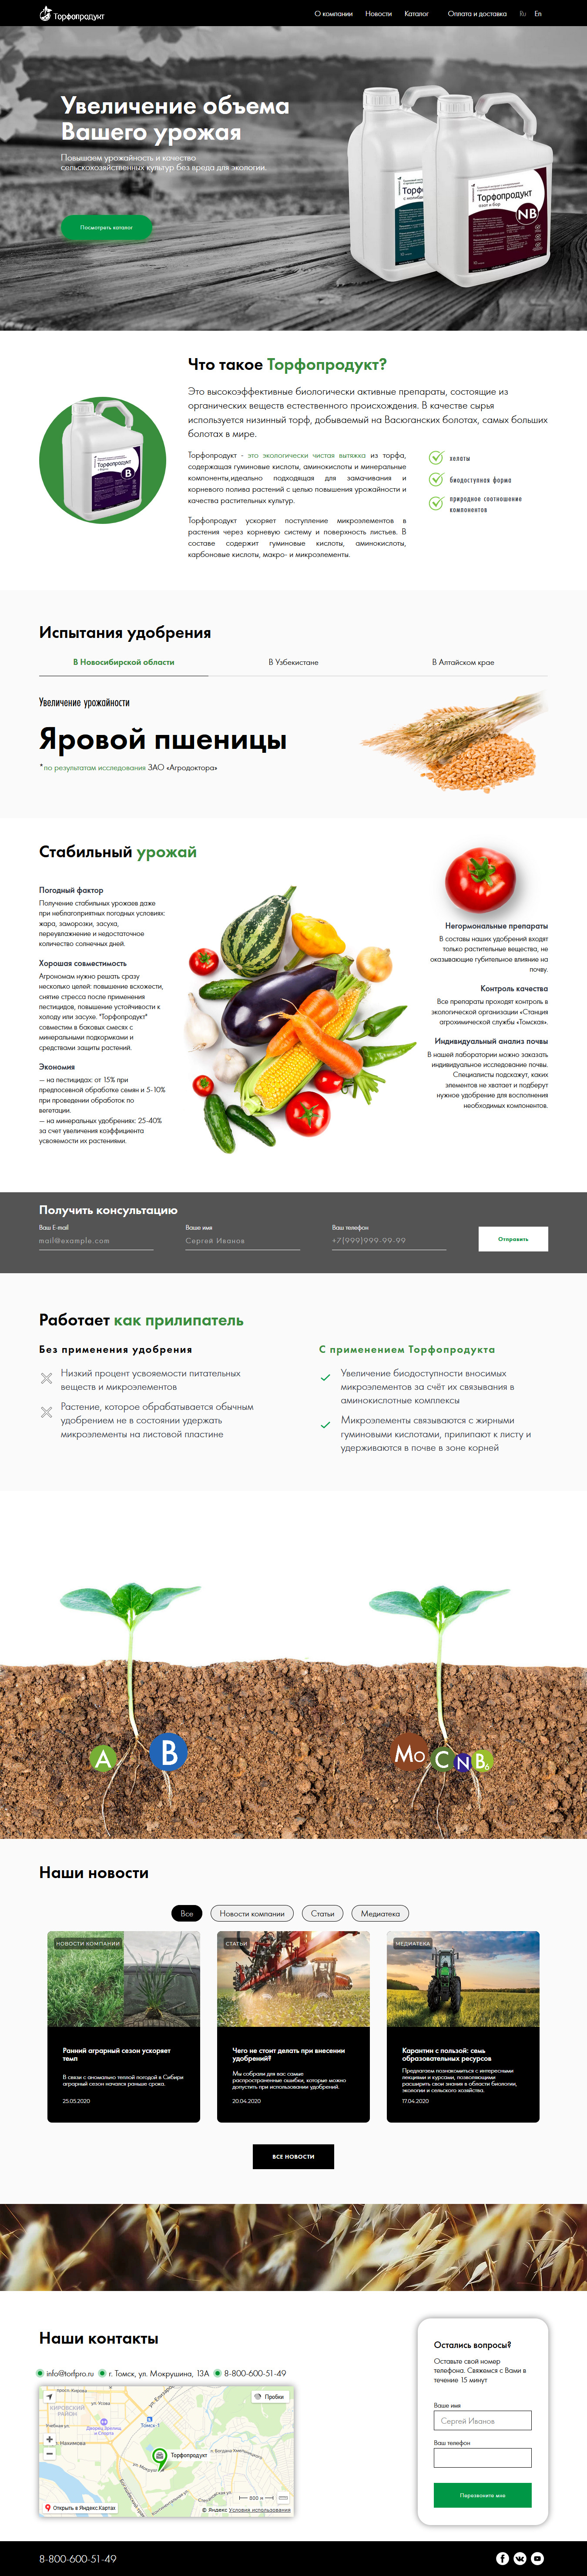 Торфопродукт
О компании
Новости
Каталог
Оплата и доставка
Ru
En
Увеличение объема
Вашего урожая
Повышаем урожайность и качество
сельскохозяйственных культур без вреда для экологии.
Посмотреть каталог
Торфопродукт
NB
Что такое Торфопродукт?
Это высокоэффективные биологически активные препараты, состоящие из
органических веществ естественного происхождения. В качестве сырья
используется низинный торф, добываемый на Васюганских болотах, самых больших
болотах в мире.
Торфопродукт
B
Торфопродукт - это экологически чистая вытяжка из торфа,
содержащая гуминовые кислоты, аминокислоты и минеральные
компоненты,идеально подходящая для замачивания и
корневого полива растений с целью повышения урожайности и
качества растительных культур.
Торфопродукт ускоряет поступление микроэлементов в
растения через корневую систему и поверхность листьев. В
составе содержит гуминовые кислоты, аминокислоты,
карбоновые кислоты, макро- и микроэлементы.
хелаты
биодоступная форма
природное соотношение
компонентов
Испытания удобрения
В Новосибирской области
В Узбекистане
В Алтайском крае
Увеличение урожайности
Яровой пшеницы
*по результатам исследования ЗАО «Агродоктора»
Стабильный урожай
Погодный фактор
Получение стабильных урожаев даже
при неблагоприятных погодных условиях:
жара, заморозки, засуха,
переувлажнение и недостаточное
количество солнечных дней.
Хорошая совместимость
Агрономам нужно решать сразу
несколько целей: повышение всхожести,
снятие стресса после применения
пестицидов, повышение устойчивости к
холоду или засухе. "Торфопродукт"
совместим в баковых смесях с
минеральными подкормками и
средствами защиты растений.
Экономия
— на пестицидах: от 15% при
предпосевной обработке семян и 5-10%
при проведении обработок по
вегетации.
— на минеральных удобрениях: 25-40%
за счет увеличения коэффициента
усвояемости их растениями.
Негормональные препараты
В составы наших удобрений входят
только растительные вещества, не
оказывающие губительное влияние на
почву.
Контроль качества
Все препараты проходят контроль в
экологической организации «Станция
агрохимической службы «Томская».
Индивидуальный анализ почвы
В нашей лаборатории можно заказать
индивидуальное исследование почвы.
Специалисты подскажут, каких
элементов не хватает и подберут
нужное удобрение для восполнения
необходимых компонентов.
Получить консультацию
Ваш E-mail
Ваше имя
Ваш телефон
mail@example.com
Сергей Иванов
+7(999)999-99-99
Отправить
Работает как прилипатель
Без применения удобрения
Низкий процент усвояемости питательных
веществ и микроэлементов
Растение, которое обрабатывается обычным
удобрением не в состоянии удержать
микроэлементы на листовой пластине
С применением Торфопродукта
Увеличение биодоступности вносимых
микроэлементов за счёт их связывания в
аминокислотные комплексы
Микроэлементы связываются с жирными
гуминовыми кислотами, прилипают к листу и
удерживаются в почве в зоне корней
A
B
Mo
C
N
B6
Наши новости
Все
Новости компании
Статьи
Медиатека
НОВОСТИ КОМПАНИИ
Ранний аграрный сезон ускоряет
темп
В связи с аномально теплой погодой в Сибири
аграрный сезон начался раньше срока.
25.05.2020
СТАТЬИ
Чего не стоит делать при внесении
удобрений?
Мы собрали для вас самые
распространенные ошибки, которые можно
допустить при использовании удобрений.
20.04.2020
МЕДИАТЕКА
Карантин с пользой: семь
образовательных ресурсов
Предлагаем познакомиться с интересными
лекциями и курсами, позволяющими
расширить свои знания в области биологии,
экологии и сельского хозяйства.
17.04.2020
ВСЕ НОВОСТИ
Наши контакты
info@torfpro.ru
г. Томск, ул. Мокрушина, 13А
8-800-600-51-49
Пробки
КИРОВСКИЙ
РАЙОН
Томск-1
Торфопродукт
800 м
Открыть в Яндекс.Картах
© Яндекс Условия использования
Остались вопросы?
Оставьте свой номер
телефона. Свяжемся с Вами в
течение 15 минут
Ваше имя
Сергей Иванов
Ваш телефон
Перезвоните мне
8-800-600-51-49